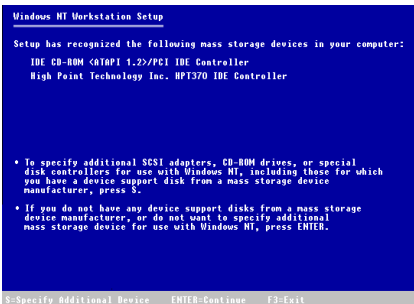 Windows NT Workstation Setup
Setup has recognized the following mass storage devices in your computer:
IDE CD-ROM <ATAPI 1.2>/PCI IDE Controller
High Point Technology Inc. HPT370 IDE Controller
• To specify additional SCSI adapters, CD-ROM drives, or special
disk controllers for use with Windows NT, including those for which
you have a device support disk from a mass storage device
manufacturer, press S.
• If you do not have any device support disks from a mass storage
device manufacturer, or do not want to specify additional
mass storage device for use with Windows NT, press ENTER.
S=Specify Additional Device ENTER=Continue F3=Exit